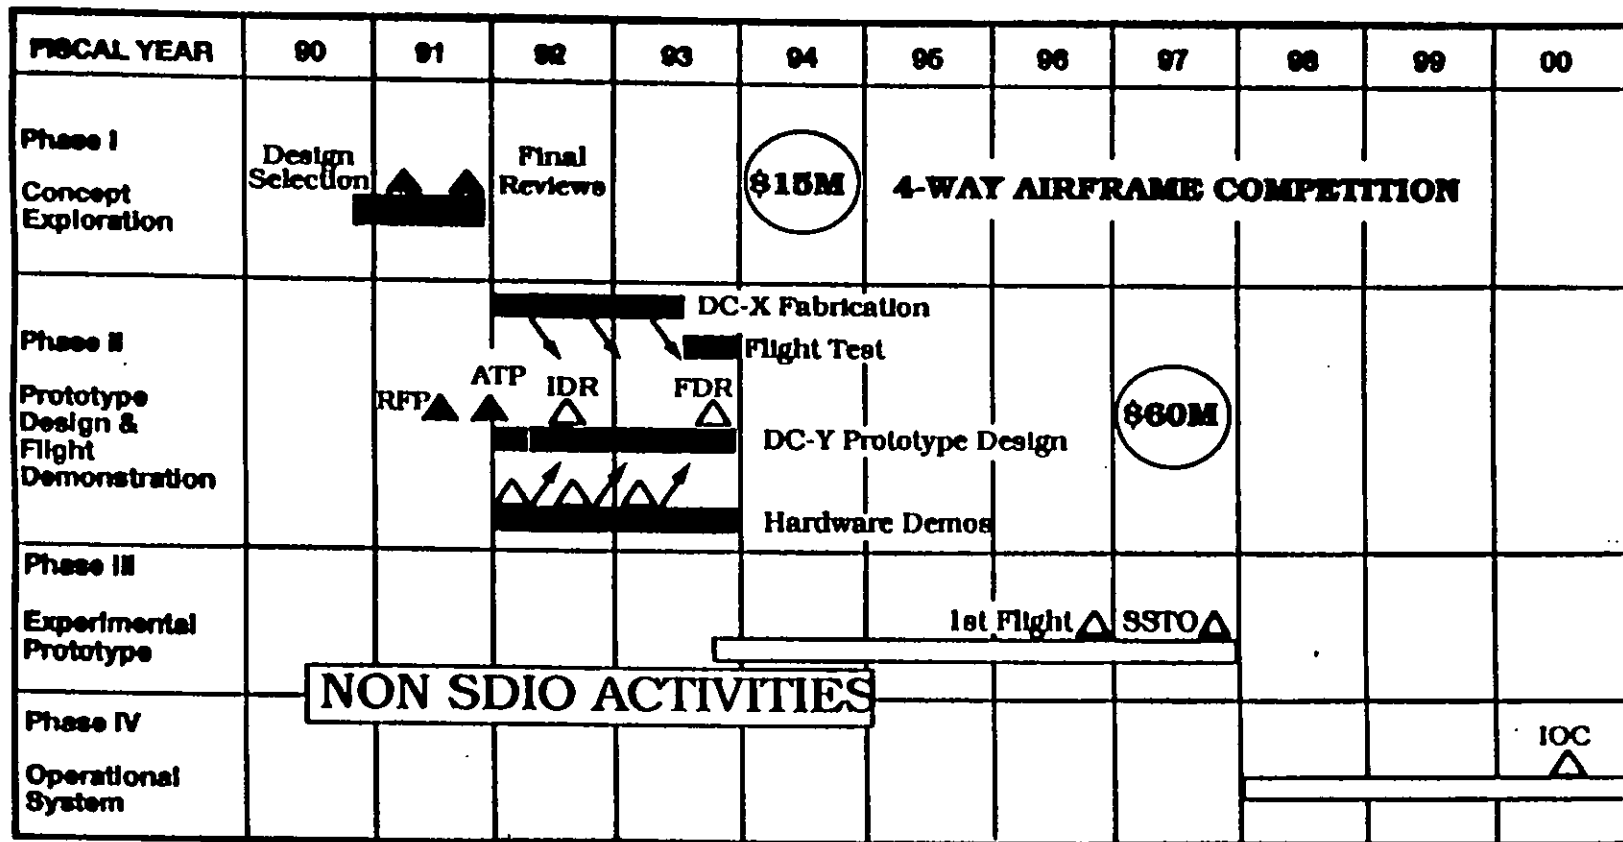 FISCAL YEAR 90 91 92 93 94 95 96 97 98 99 00
Phase I
Concept
Exploration
Design
Selection
Final
Reviews
$15M
4-WAY AIRFRAME COMPETITION
Phase II
Prototype
Design &
Flight
Demonstration
DC-X Fabrication
Flight Test
RFP
ATP
IDR
FDR
DC-Y Prototype Design
$60M
Hardware Demos
Phase III
Experimental
Prototype
1st Flight
SSTO
NON SDIO ACTIVITIES
Phase IV
Operational
System
IOC